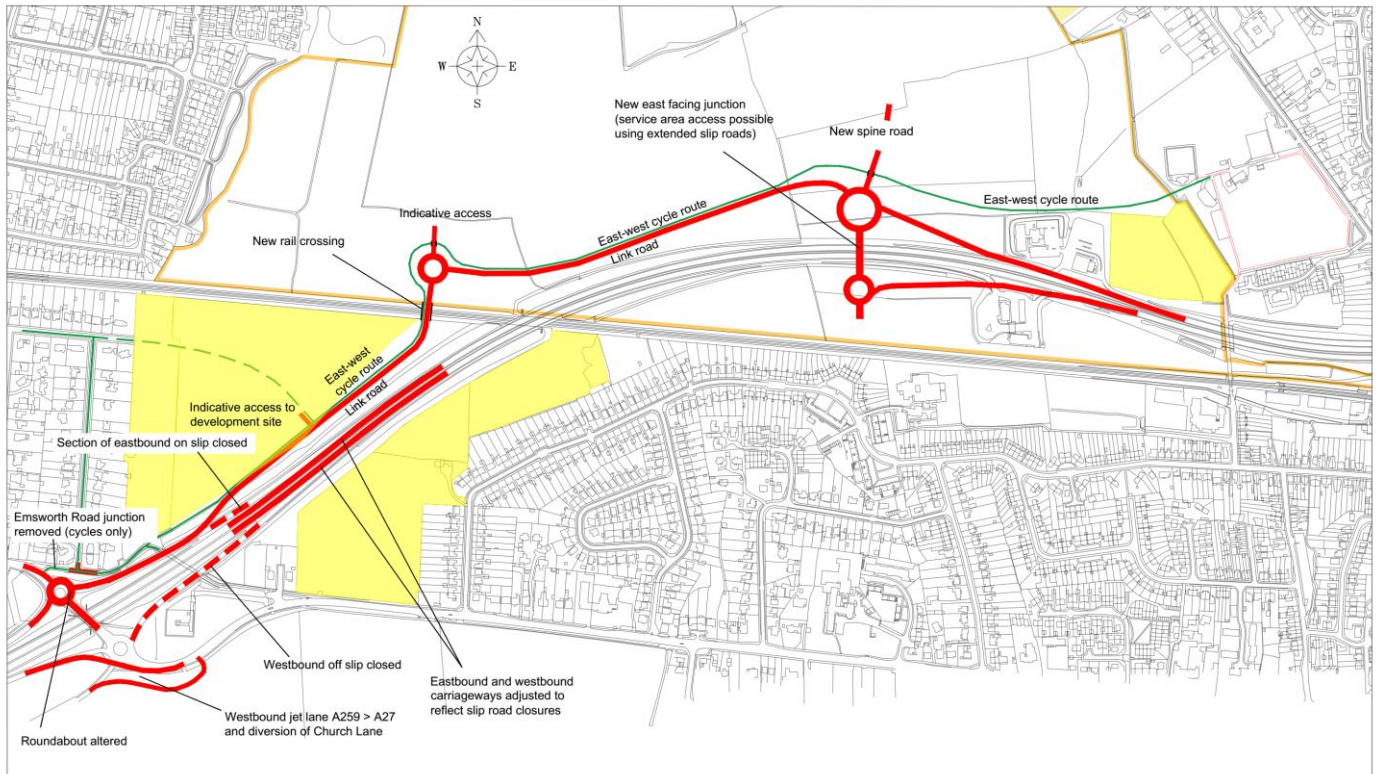 N
W
E
S
New east facing junction
(service area access possible
using extended slip roads)
New spine road
Indicative access
East-west cycle route
Link road
East-west cycle route
New rail crossing
East-west
cycle route
Link road
Indicative access to
development site
Section of eastbound on slip closed
Emsworth Road junction
removed (cycles only)
Westbound off slip closed
Eastbound and westbound
carriageways adjusted to
reflect slip road closures
Westbound jet lane A259 > A27
and diversion of Church Lane
Roundabout altered